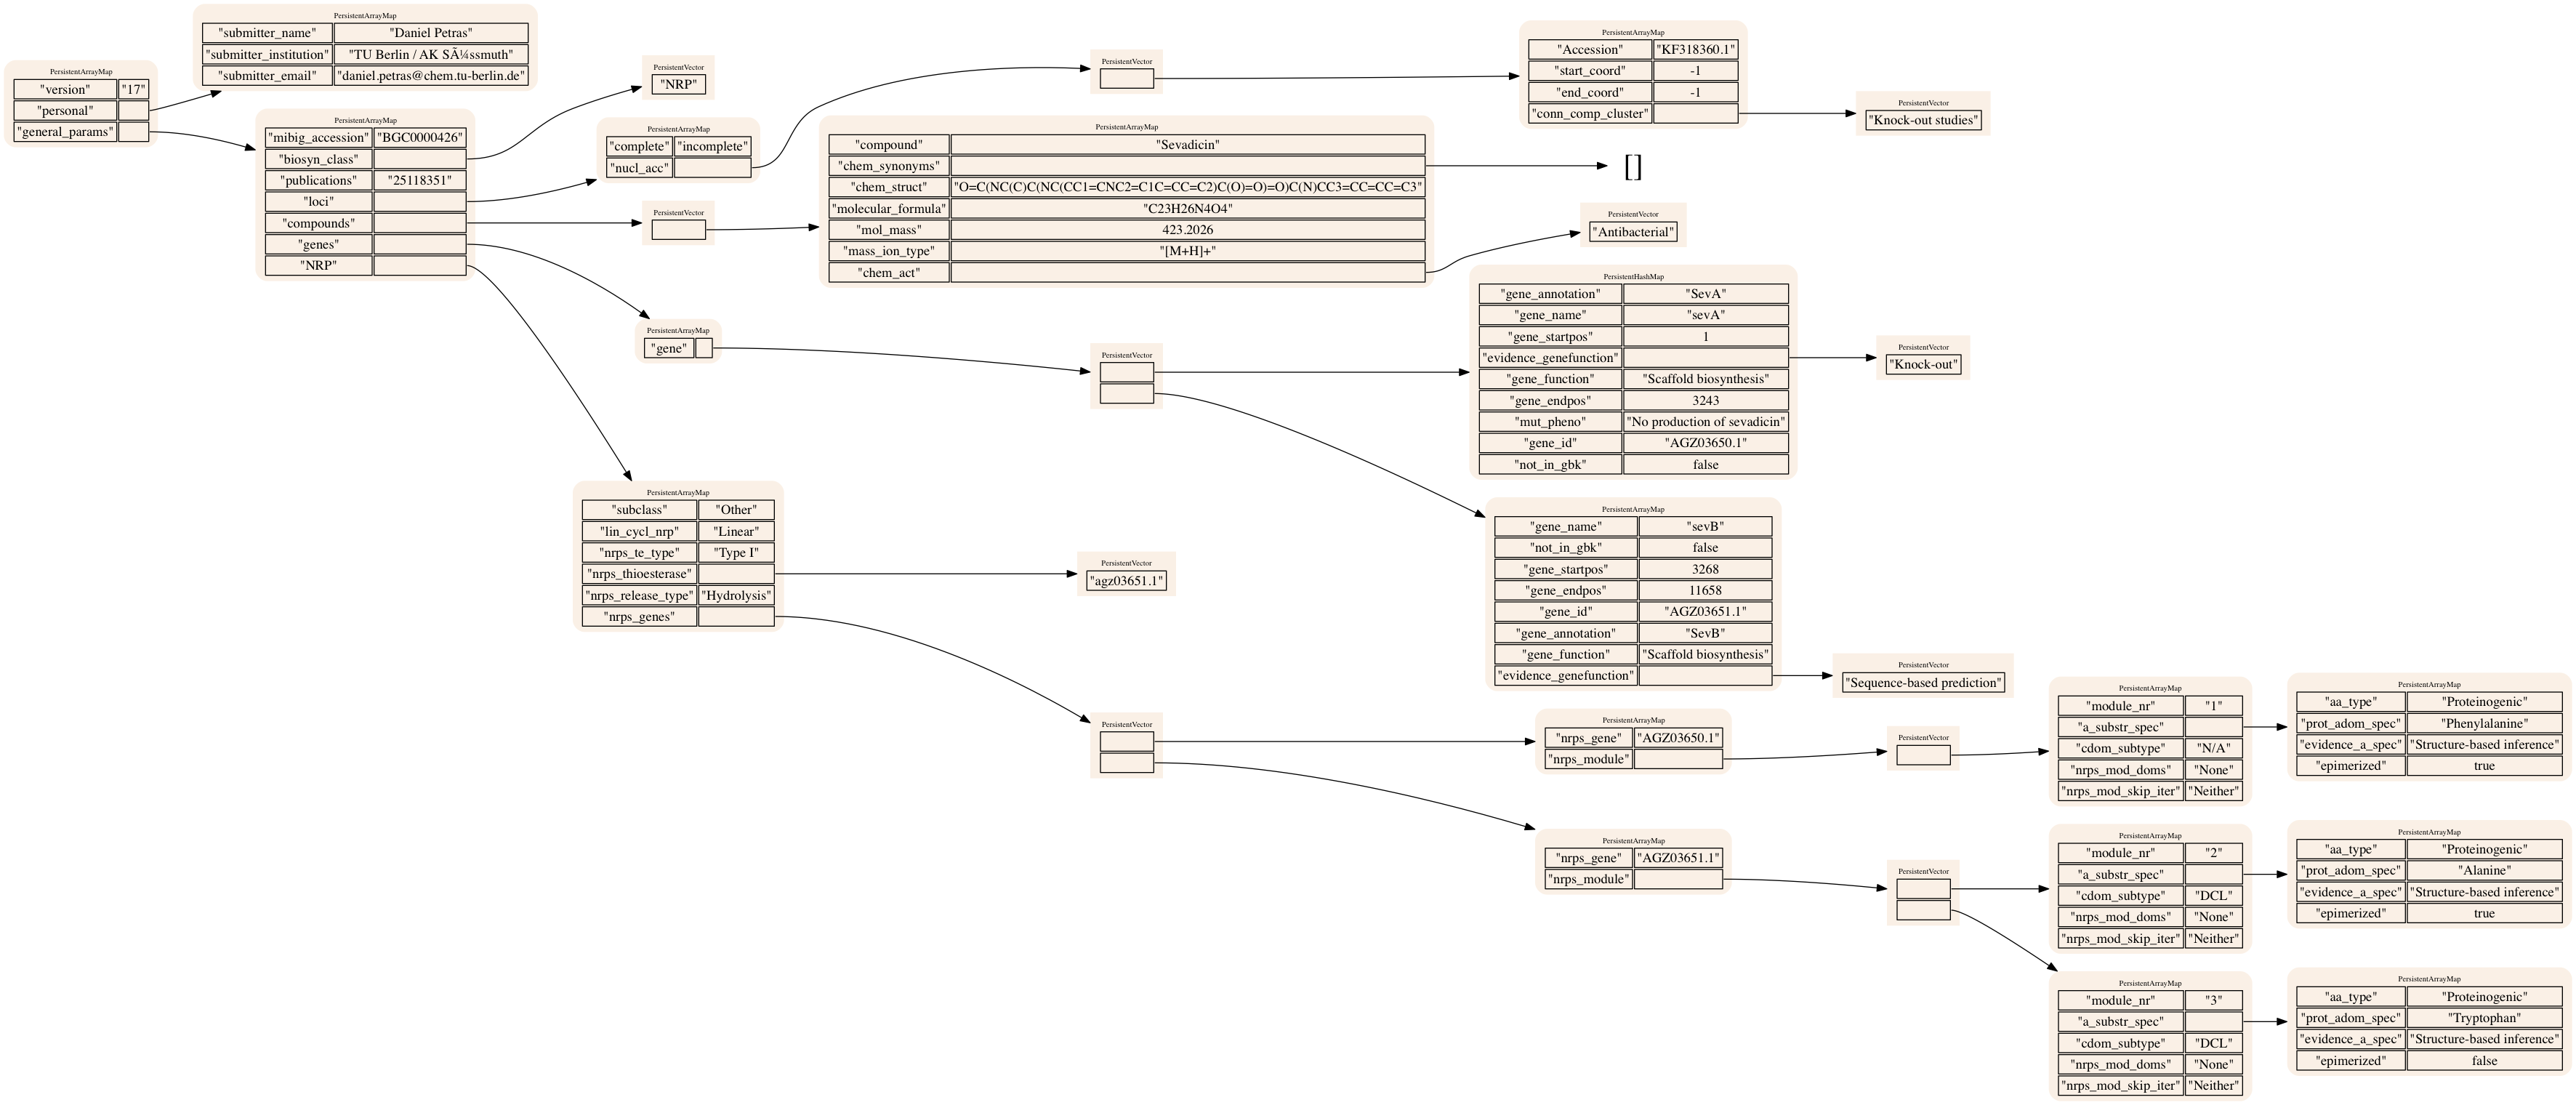 PersistentArrayMap
"version" "17"
"personal"
"general_params"
PersistentArrayMap
"submitter_name" "Daniel Petras"
"submitter_institution" "TU Berlin / AK SÃ¼ssmuth"
"submitter_email" "daniel.petras@chem.tu-berlin.de"
PersistentArrayMap
"mibig_accession" "BGC0000426"
"biosyn_class"
"publications" "25118351"
"loci"
"compounds"
"genes"
"NRP"
PersistentVector
"NRP"
PersistentArrayMap
"complete" "incomplete"
"nucl_acc"
PersistentVector
PersistentArrayMap
"Accession" "KF318360.1"
"start_coord" -1
"end_coord" -1
"conn_comp_cluster"
PersistentVector
"Knock-out studies"
PersistentVector
PersistentArrayMap
"compound" "Sevadicin"
"chem_synonyms"
"chem_struct" "O=C(NC(C)C(NC(CC1=CNC2=C1C=CC=C2)C(O)=O)=O)C(N)CC3=CC=CC=C3"
"molecular_formula" "C23H26N4O4"
"mol_mass" 423.2026
"mass_ion_type" "[M+H]+"
"chem_act"
[]
PersistentVector
"Antibacterial"
PersistentArrayMap
"gene"
PersistentVector
PersistentHashMap
"gene_annotation" "SevA"
"gene_name" "sevA"
"gene_startpos" 1
"evidence_genefunction"
"gene_function" "Scaffold biosynthesis"
"gene_endpos" 3243
"mut_pheno" "No production of sevadicin"
"gene_id" "AGZ03650.1"
"not_in_gbk" false
PersistentVector
"Knock-out"
PersistentArrayMap
"gene_name" "sevB"
"not_in_gbk" false
"gene_startpos" 3268
"gene_endpos" 11658
"gene_id" "AGZ03651.1"
"gene_annotation" "SevB"
"gene_function" "Scaffold biosynthesis"
"evidence_genefunction"
PersistentVector
"Sequence-based prediction"
PersistentArrayMap
"subclass" "Other"
"lin_cycl_nrp" "Linear"
"nrps_te_type" "Type I"
"nrps_thioesterase"
"nrps_release_type" "Hydrolysis"
"nrps_genes"
PersistentVector
"agz03651.1"
PersistentVector
PersistentArrayMap
"nrps_gene" "AGZ03650.1"
"nrps_module"
PersistentVector
PersistentArrayMap
"module_nr" "1"
"a_substr_spec"
"cdom_subtype" "N/A"
"nrps_mod_doms" "None"
"nrps_mod_skip_iter" "Neither"
PersistentArrayMap
"aa_type" "Proteinogenic"
"prot_adom_spec" "Phenylalanine"
"evidence_a_spec" "Structure-based inference"
"epimerized" true
PersistentArrayMap
"nrps_gene" "AGZ03651.1"
"nrps_module"
PersistentVector
PersistentArrayMap
"module_nr" "2"
"a_substr_spec"
"cdom_subtype" "DCL"
"nrps_mod_doms" "None"
"nrps_mod_skip_iter" "Neither"
PersistentArrayMap
"aa_type" "Proteinogenic"
"prot_adom_spec" "Alanine"
"evidence_a_spec" "Structure-based inference"
"epimerized" true
PersistentArrayMap
"module_nr" "3"
"a_substr_spec"
"cdom_subtype" "DCL"
"nrps_mod_doms" "None"
"nrps_mod_skip_iter" "Neither"
PersistentArrayMap
"aa_type" "Proteinogenic"
"prot_adom_spec" "Tryptophan"
"evidence_a_spec" "Structure-based inference"
"epimerized" false